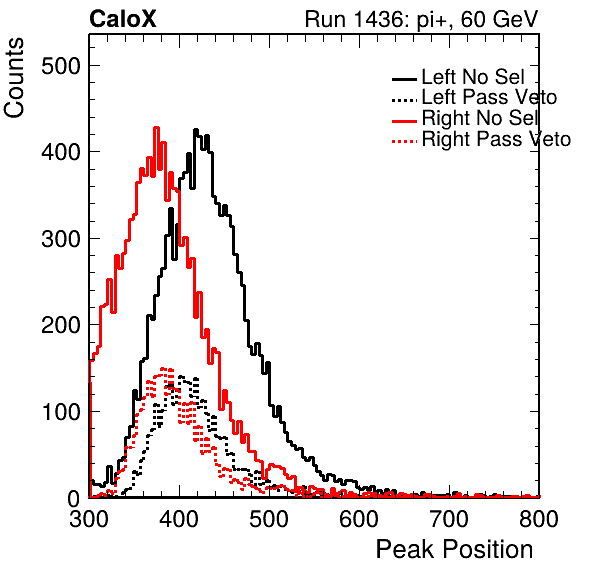 CaloX Run 1436: pi+, 60 GeV
Counts
500
400
300
200
100
0
Left No Sel
Left Pass Veto
Right No Sel
Right Pass Veto
300 400 500 600 700 800
Peak Position